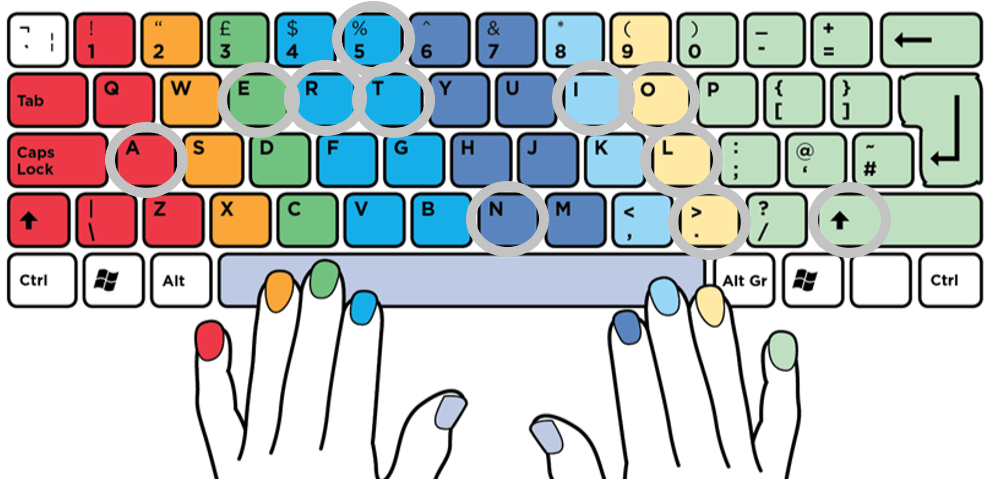 ¬ ! “ £ $ % ^ & * ( ) _ +
` ¦ 1 2 3 4 5 6 7 8 9 0 - =
Tab Q W E R T Y U I O P { }
[ ]
Caps A S D F G H J K L : @ ~
Lock ; ‘ #
| Z X C V B N M < > ?
\ , . /
Ctrl Alt Alt Gr Ctrl